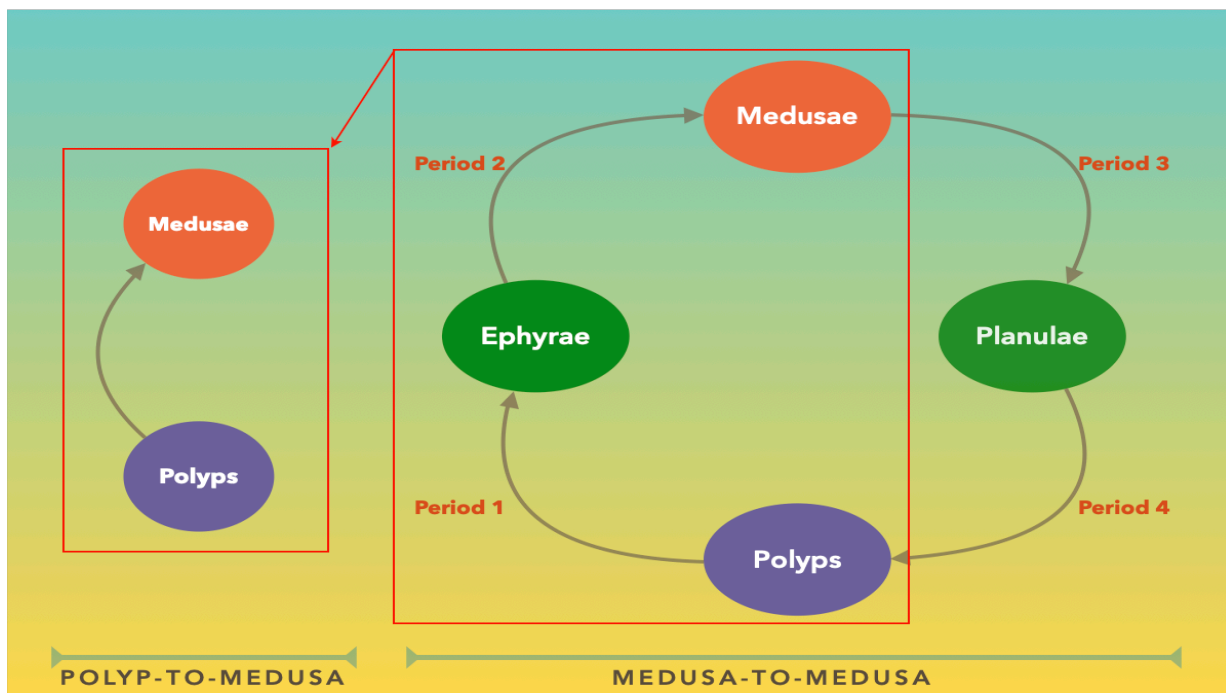 Medusae
Polyps
POLYP-TO-MEDUSA
Medusae
Period 2
Period 3
Ephyrae
Planulae
Period 1
Period 4
Polyps
MEDUSA-TO-MEDUSA